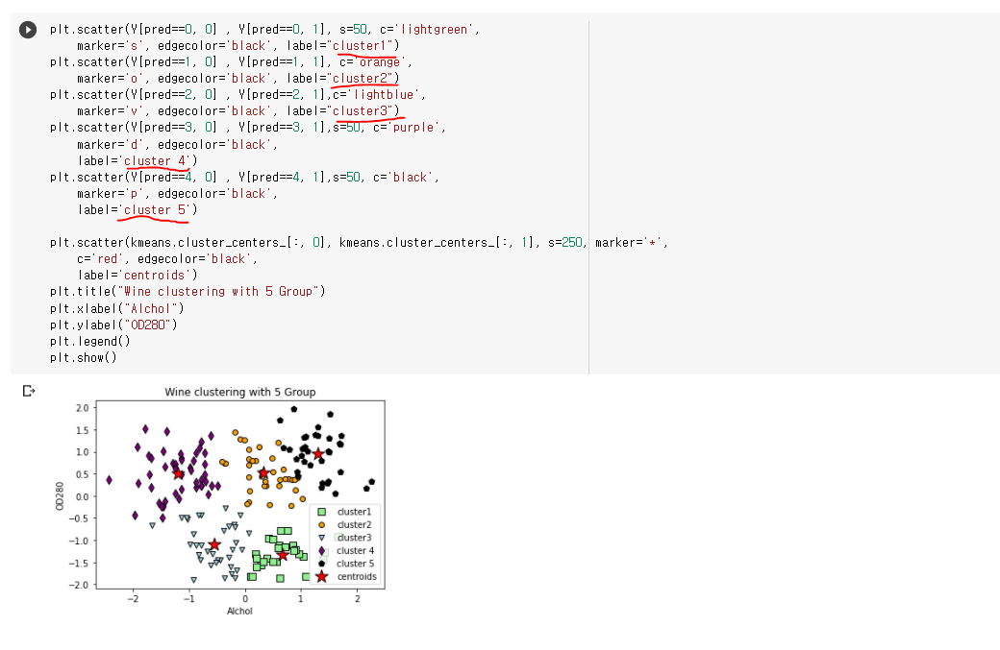 plt.scatter(Y[pred==0, 0] , Y[pred==0, 1], s=50, c='lightgreen',
marker='s', edgecolor='black', label="cluster1")
plt.scatter(Y[pred==1, 0] , Y[pred==1, 1], c='orange',
marker='o', edgecolor='black', label="cluster2")
plt.scatter(Y[pred==2, 0] , Y[pred==2, 1],c='lightblue',
marker='v', edgecolor='black', label="cluster3")
plt.scatter(Y[pred==3, 0] , Y[pred==3, 1],s=50, c='purple',
marker='d', edgecolor='black',
label='cluster 4')
plt.scatter(Y[pred==4, 0] , Y[pred==4, 1],s=50, c='black',
marker='p', edgecolor='black',
label='cluster 5')
plt.scatter(kmeans.cluster_centers_[:, 0], kmeans.cluster_centers_[:, 1], s=250, marker='*',
c='red', edgecolor='black',
label='centroids')
plt.title("Wine clustering with 5 Group")
plt.xlabel("Alchol")
plt.ylabel("OD280")
plt.legend()
plt.show()
Wine clustering with 5 Group
2.0
1.5
1.0
0.5
0.0
−0.5
−1.0
−1.5
−2.0
OD280
cluster1
cluster2
cluster3
cluster 4
cluster 5
centroids
−2 −1 0 1 2
Alchol